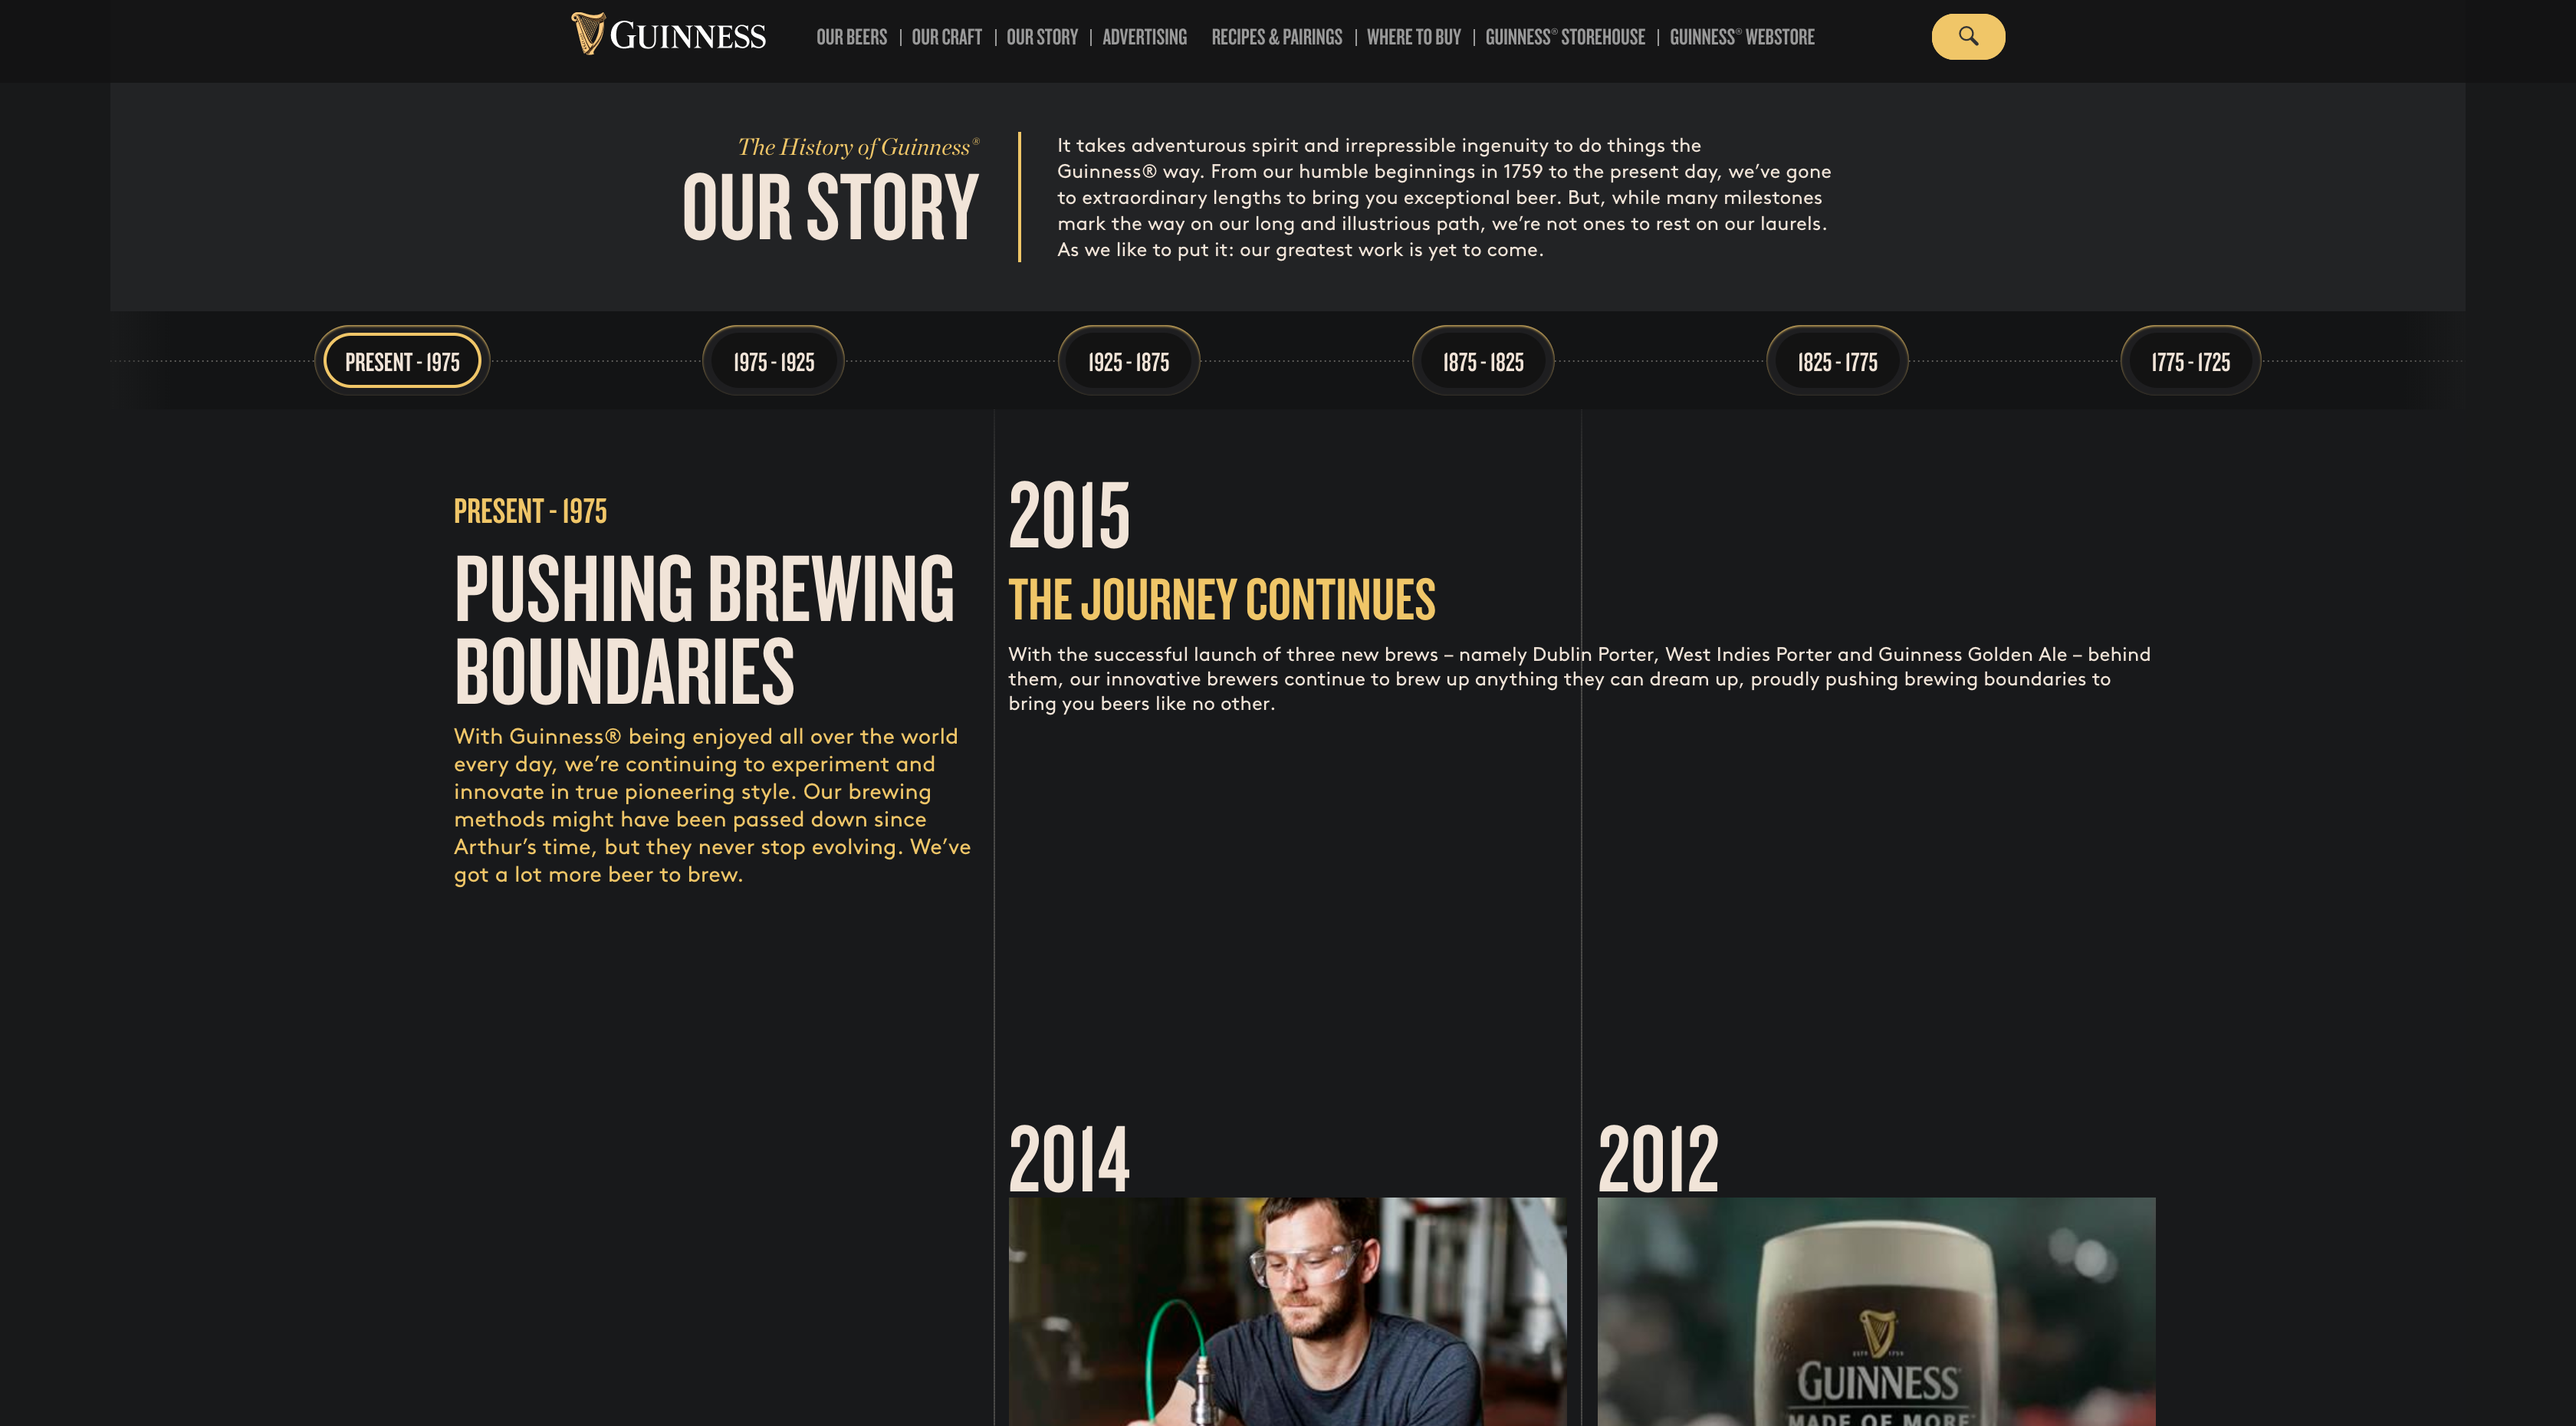 GUINNESS
OUR BEERS | OUR CRAFT | OUR STORY | ADVERTISING RECIPES & PAIRINGS | WHERE TO BUY | GUINNESS® STOREHOUSE | GUINNESS® WEBSTORE
The History of Guinness®
OUR STORY
It takes adventurous spirit and irrepressible ingenuity to do things the
Guinness® way. From our humble beginnings in 1759 to the present day, we’ve gone
to extraordinary lengths to bring you exceptional beer. But, while many milestones
mark the way on our long and illustrious path, we’re not ones to rest on our laurels.
As we like to put it: our greatest work is yet to come.
PRESENT - 1975
1975 - 1925
1925 - 1875
1875 - 1825
1825 - 1775
1775 - 1725
PRESENT - 1975
PUSHING BREWING
BOUNDARIES
With Guinness® being enjoyed all over the world
every day, we’re continuing to experiment and
innovate in true pioneering style. Our brewing
methods might have been passed down since
Arthur’s time, but they never stop evolving. We’ve
got a lot more beer to brew.
2015
THE JOURNEY CONTINUES
With the successful launch of three new brews – namely Dublin Porter, West Indies Porter and Guinness Golden Ale – behind
them, our innovative brewers continue to brew up anything they can dream up, proudly pushing brewing boundaries to
bring you beers like no other.
2014
2012
ESTD 1759
GUINNESS
MADE OF MORE